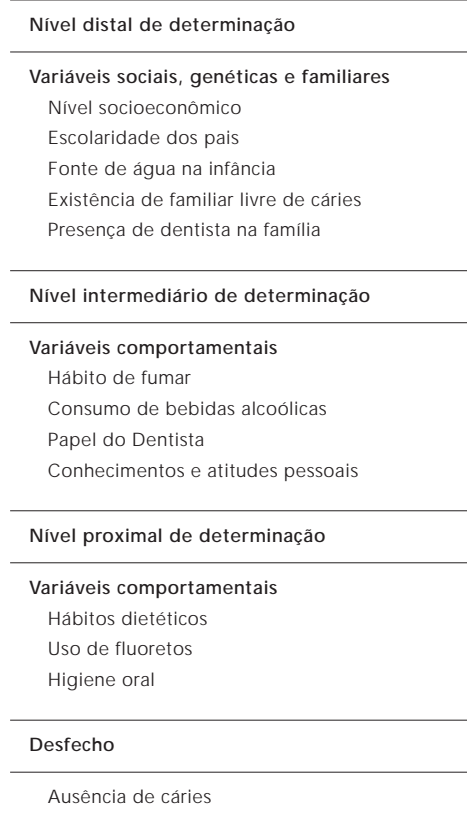 Nível distal de determinação
Variáveis sociais, genéticas e familiares
Nível socioeconômico
Escolaridade dos pais
Fonte de água na infância
Existência de familiar livre de cáries
Presença de dentista na família
Nível intermediário de determinação
Variáveis comportamentais
Hábito de fumar
Consumo de bebidas alcoólicas
Papel do Dentista
Conhecimentos e atitudes pessoais
Nível proximal de determinação
Variáveis comportamentais
Hábitos dietéticos
Uso de fluoretos
Higiene oral
Desfecho
Ausência de cáries